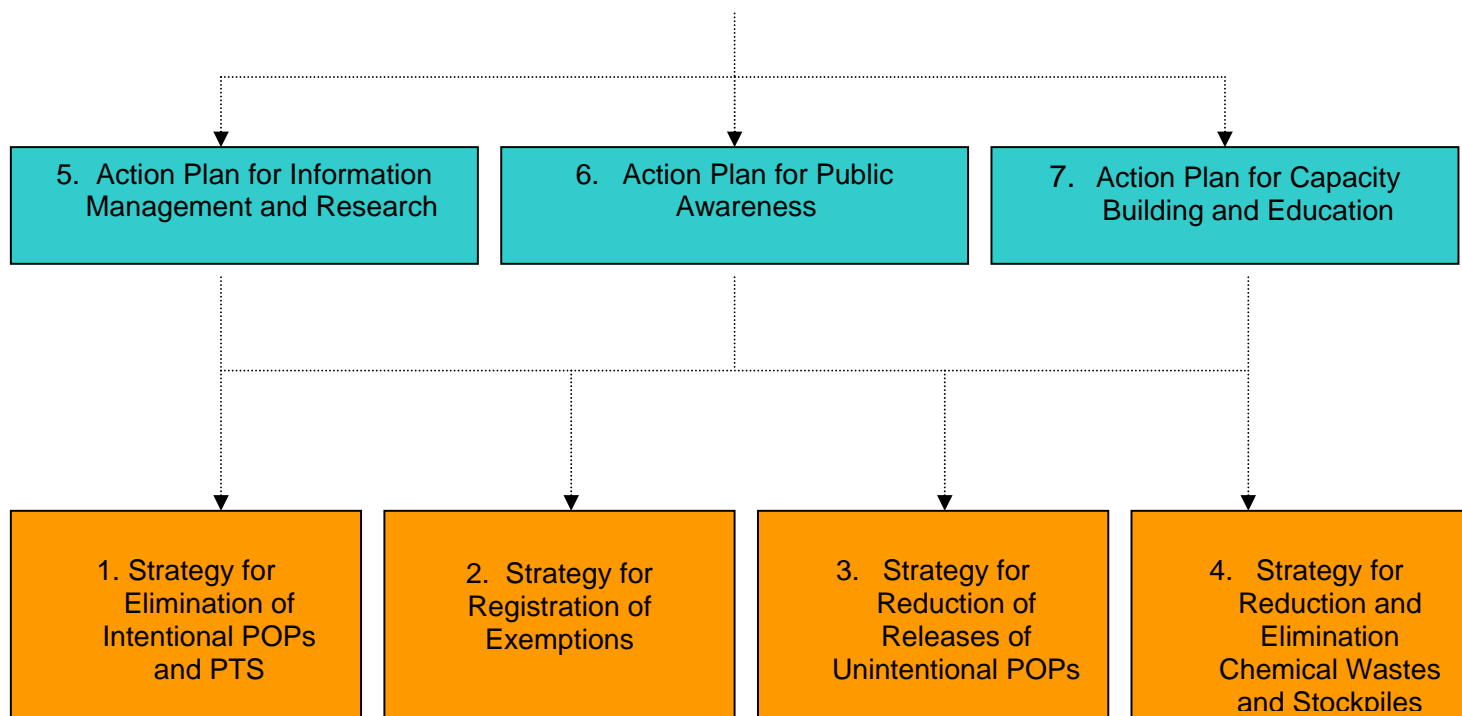 5. Action Plan for Information
Management and Research
6. Action Plan for Public
Awareness
7. Action Plan for Capacity
Building and Education
1. Strategy for
Elimination of
Intentional POPs
and PTS
2. Strategy for
Registration of
Exemptions
3. Strategy for
Reduction of
Releases of
Unintentional POPs
4. Strategy for
Reduction and
Elimination
Chemical Wastes
and Stockpiles